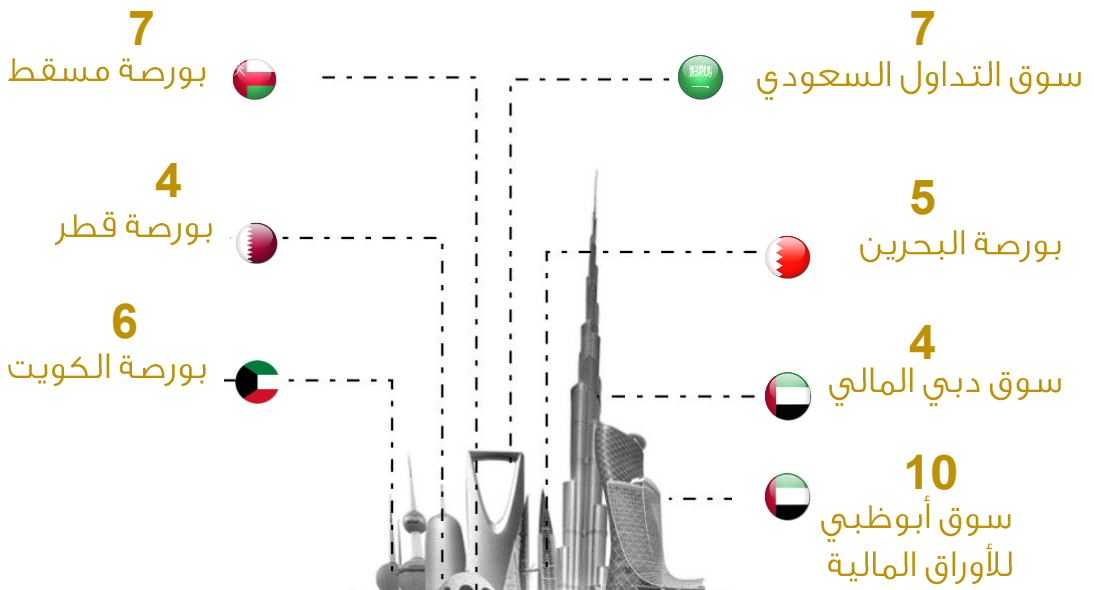 7
سوق التداول السعودي
5
بورصة البحرين
4
سوق دبي المالي
10
سوق أبوظبي
للأوراق المالية
7
بورصة مسقط
4
بورصة قطر
6
بورصة الكويت